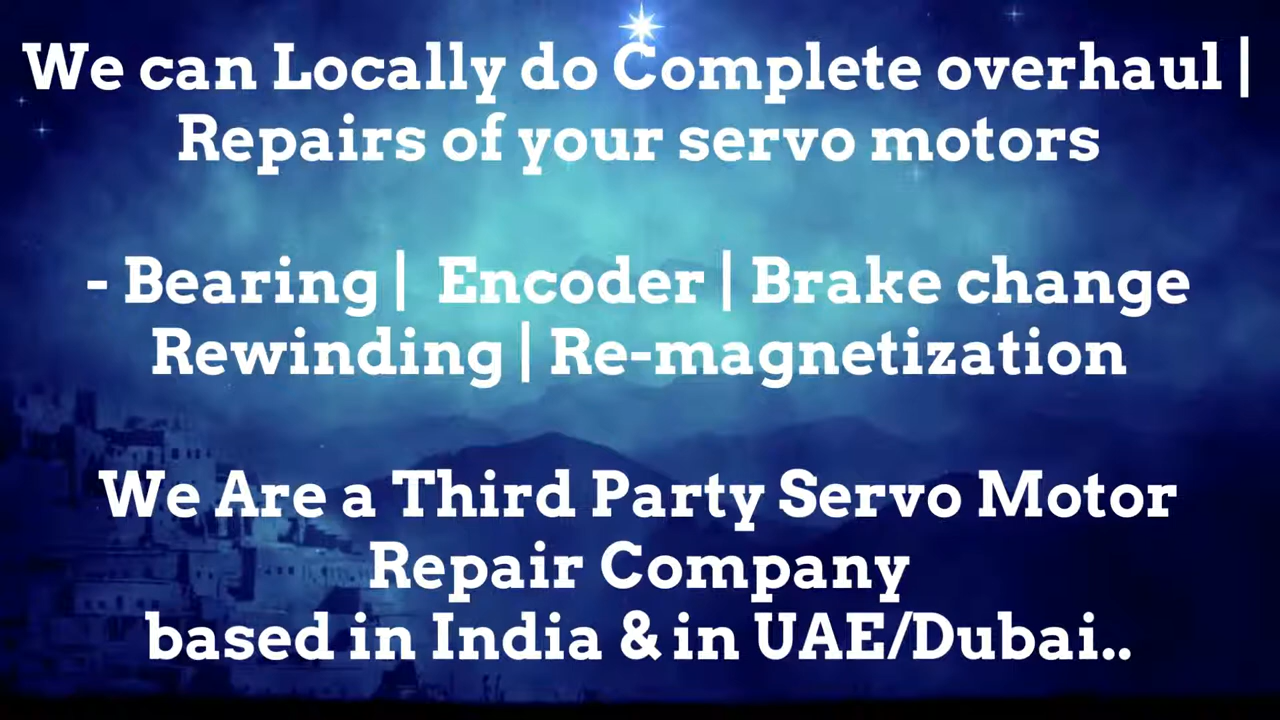 We can Locally do Complete overhaul |
Repairs of your servo motors
- Bearing | Encoder | Brake change
Rewinding | Re-magnetization
We Are a Third Party Servo Motor
Repair Company
based in India & in UAE/Dubai..